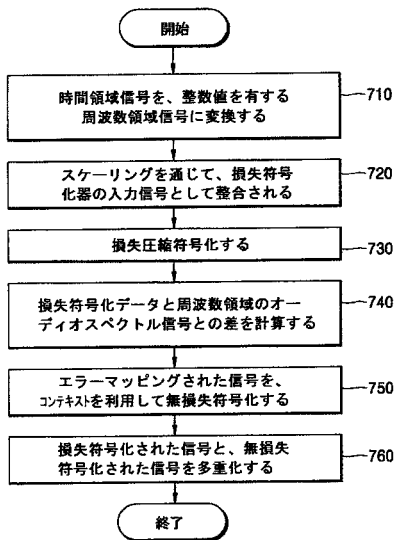 開始
時間領域信号を、整数値を有する
周波数領域信号に変換する
710
スケーリングを通じて、損失符号
化器の入力信号として整合される
720
損失圧縮符号化する
730
損失符号化データと周波数領域のオー
ディオスペクトル信号との差を計算する
740
エラーマッピングされた信号を、
コンテキストを利用して無損失符号化する
750
損失符号化された信号と、無損失
符号化された信号を多重化する
760
終了